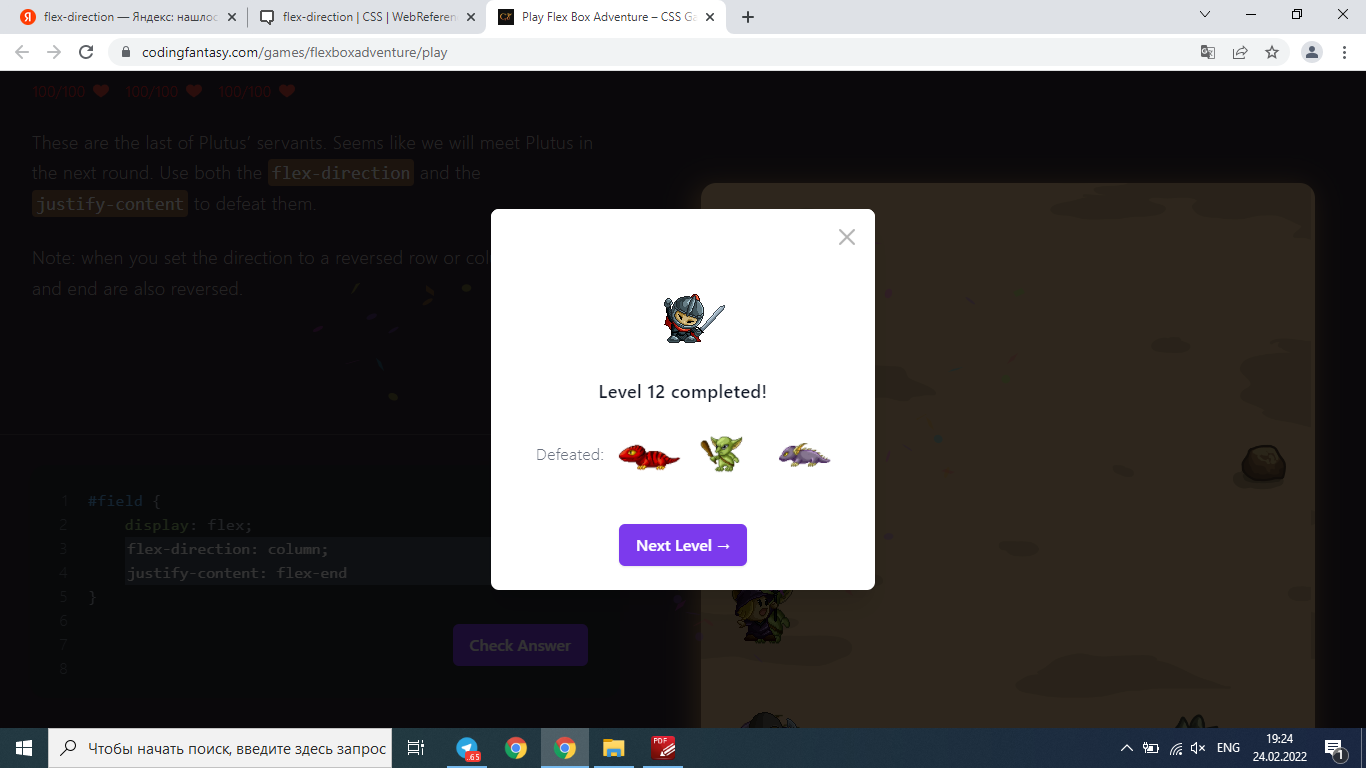 flex-direction — Яндекс: нашлос
flex-direction | CSS | WebReferen
Play Flex Box Adventure – CSS Ga
codingfantasy.com/games/flexboxadventure/play
100/100 100/100 100/100
These are the last of Plutus' servants. Seems like we will meet Plutus in
the next round. Use both the flex-direction and the
justify-content to defeat them.
Note: when you set the direction to a reversed row or col
and end are also reversed.
Level 12 completed!
Defeated:
Next Level →
1 #field {
2 display: flex;
3 flex-direction: column;
4 justify-content: flex-end
5 }
6
7
8
Check Answer
Чтобы начать поиск, введите здесь запрос
.65
PDF
ENG
19:24
24.02.2022
1